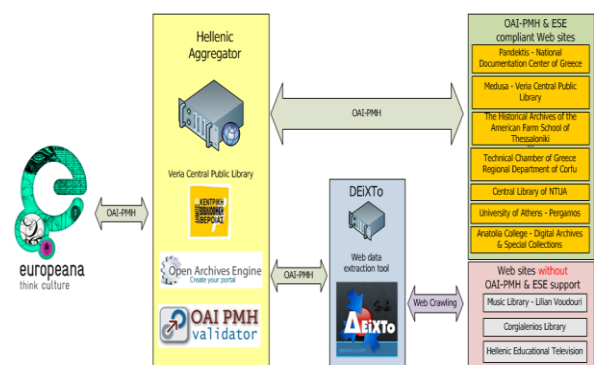 OAI-PMH & ESE
compliant Web sites
Hellenic
Aggregator
Pandektis - National
Documentation Center of Greece
Medusa - Veria Central Public
Library
OAI-PMH
The Historical Archives of the
American Farm School of
Thessaloniki
Technical Chamber of Greece
Regional Department of Corfu
Central Library of NTUA
University of Athens - Pergamos
Anatolia College - Digital Archives
& Special Collections
Veria Central Public Library
ΚΕΝΤΡΙΚΗ
ΒΙΒΛΙΟΘΗΚΗ
ΒΕΡΟΙΑΣ
DEiXTo
Web data
extraction tool
OAI-PMH
europeana
think culture
Open Archives Engine
Create your portal
OAI-PMH
OAI PMH
validator
DEiXTo
Web Crawling
Web sites without
OAI-PMH & ESE support
Music Library - Lilian Voudouri
Corgialenios Library
Hellenic Educational Television